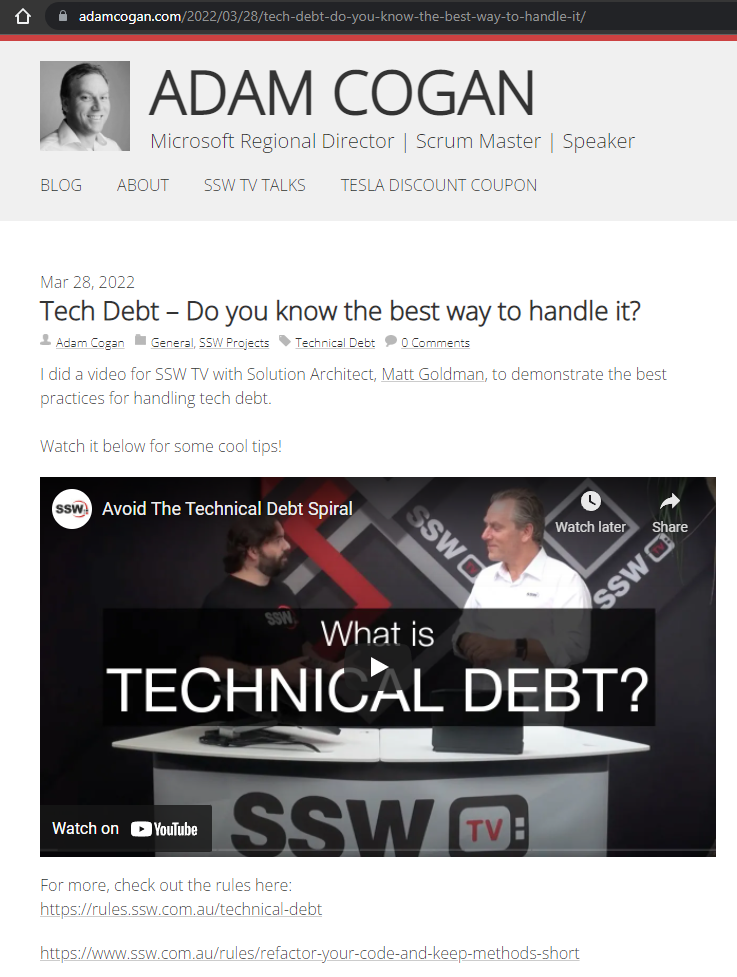 adamcogan.com/2022/03/28/tech-debt-do-you-know-the-best-way-to-handle-it/
ADAM COGAN
Microsoft Regional Director | Scrum Master | Speaker
BLOG ABOUT SSW TV TALKS TESLA DISCOUNT COUPON
Mar 28, 2022
Tech Debt – Do you know the best way to handle it?
Adam Cogan General, SSW Projects Technical Debt 0 Comments
I did a video for SSW TV with Solution Architect, Matt Goldman, to demonstrate the best
practices for handling tech debt.
Watch it below for some cool tips!
SSW Avoid The Technical Debt Spiral
Watch later Share
SSW TV
SSW TV
SSW
What is
TECHNICAL DEBT?
Watch on YouTube
SSW TV
For more, check out the rules here:
https://rules.ssw.com.au/technical-debt
https://www.ssw.com.au/rules/refactor-your-code-and-keep-methods-short